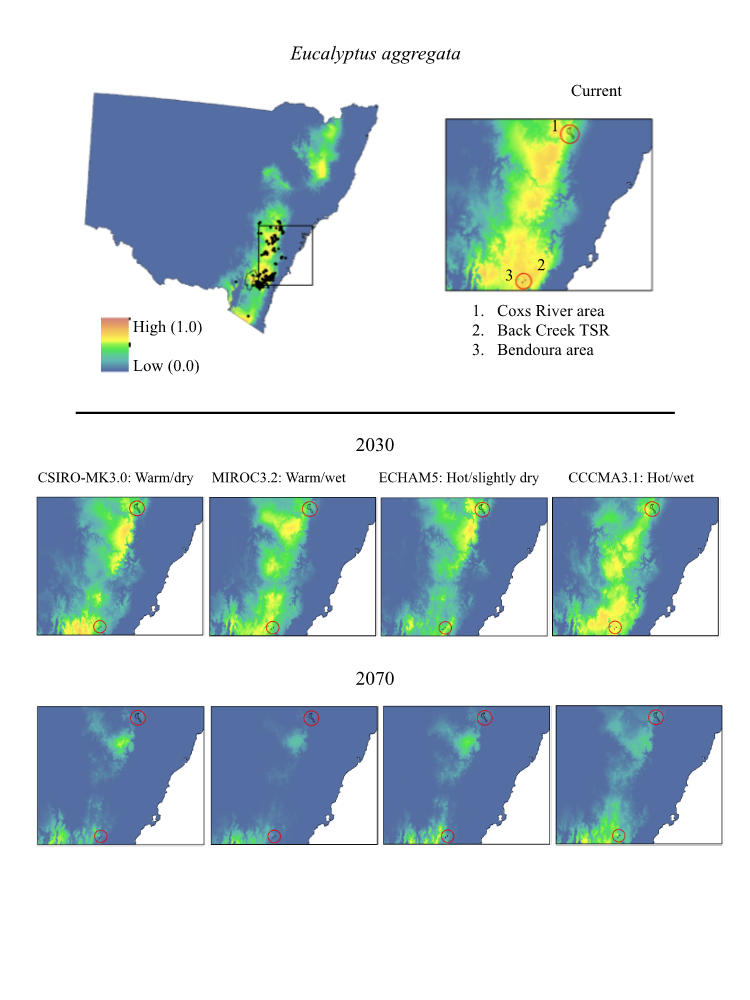 Eucalyptus aggregata
Current
1
2
3
High (1.0)
Low (0.0)
1. Coxs River area
2. Back Creek TSR
3. Bendoura area
2030
CSIRO-MK3.0: Warm/dry
MIROC3.2: Warm/wet
ECHAM5: Hot/slightly dry
CCCMA3.1: Hot/wet
2070